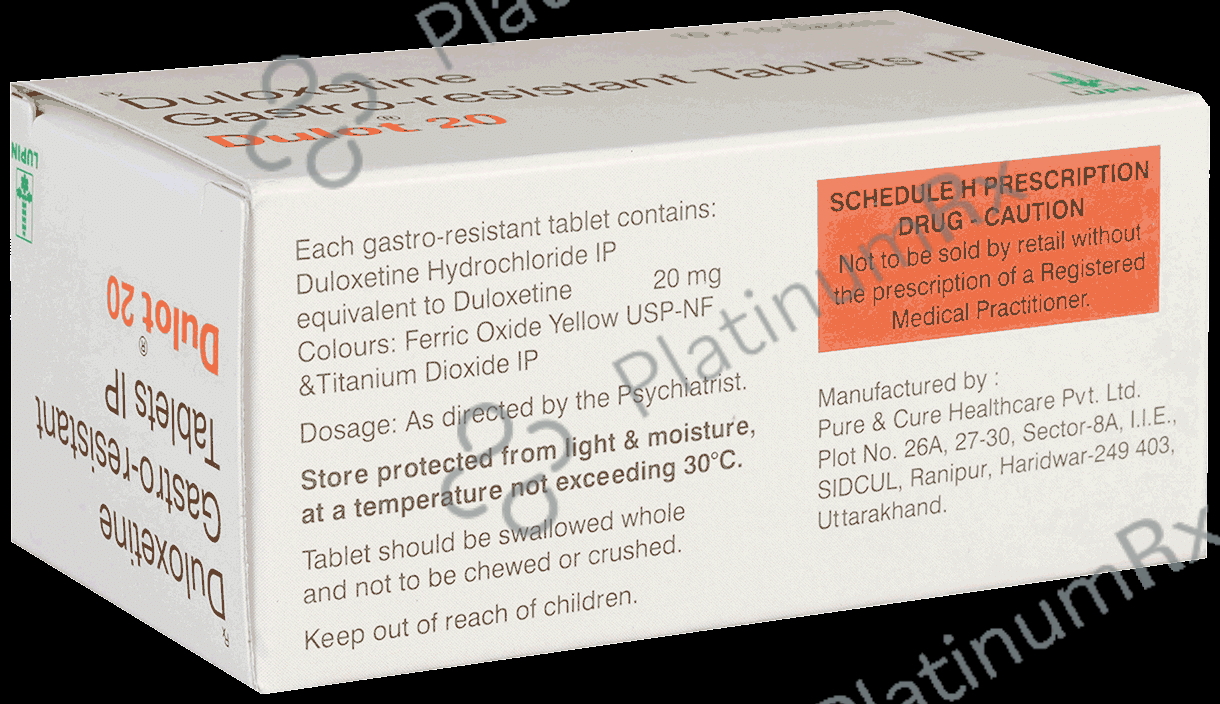 10 x 10 Tablets
Rx
Duloxetine
Gastro-resistant Tablets IP
Dulot® 20
LUPIN
LUPIN
Dulot® 20
Duloxetine
Gastro-resistant
Tablets IP
Rx
Each gastro-resistant tablet contains:
Duloxetine Hydrochloride IP
equivalent to Duloxetine 20 mg
Colours: Ferric Oxide Yellow USP-NF
&Titanium Dioxide IP
Dosage: As directed by the Psychiatrist.
Store protected from light & moisture,
at a temperature not exceeding 30°C.
Tablet should be swallowed whole
and not to be chewed or crushed.
Keep out of reach of children.
SCHEDULE H PRESCRIPTION
DRUG - CAUTION
Not to be sold by retail without
the prescription of a Registered
Medical Practitioner.
Manufactured by :
Pure & Cure Healthcare Pvt. Ltd.
Plot No. 26A, 27-30, Sector-8A, I.I.E.,
SIDCUL, Ranipur, Haridwar-249 403,
Uttarakhand.
PlatinumRx
PlatinumRx